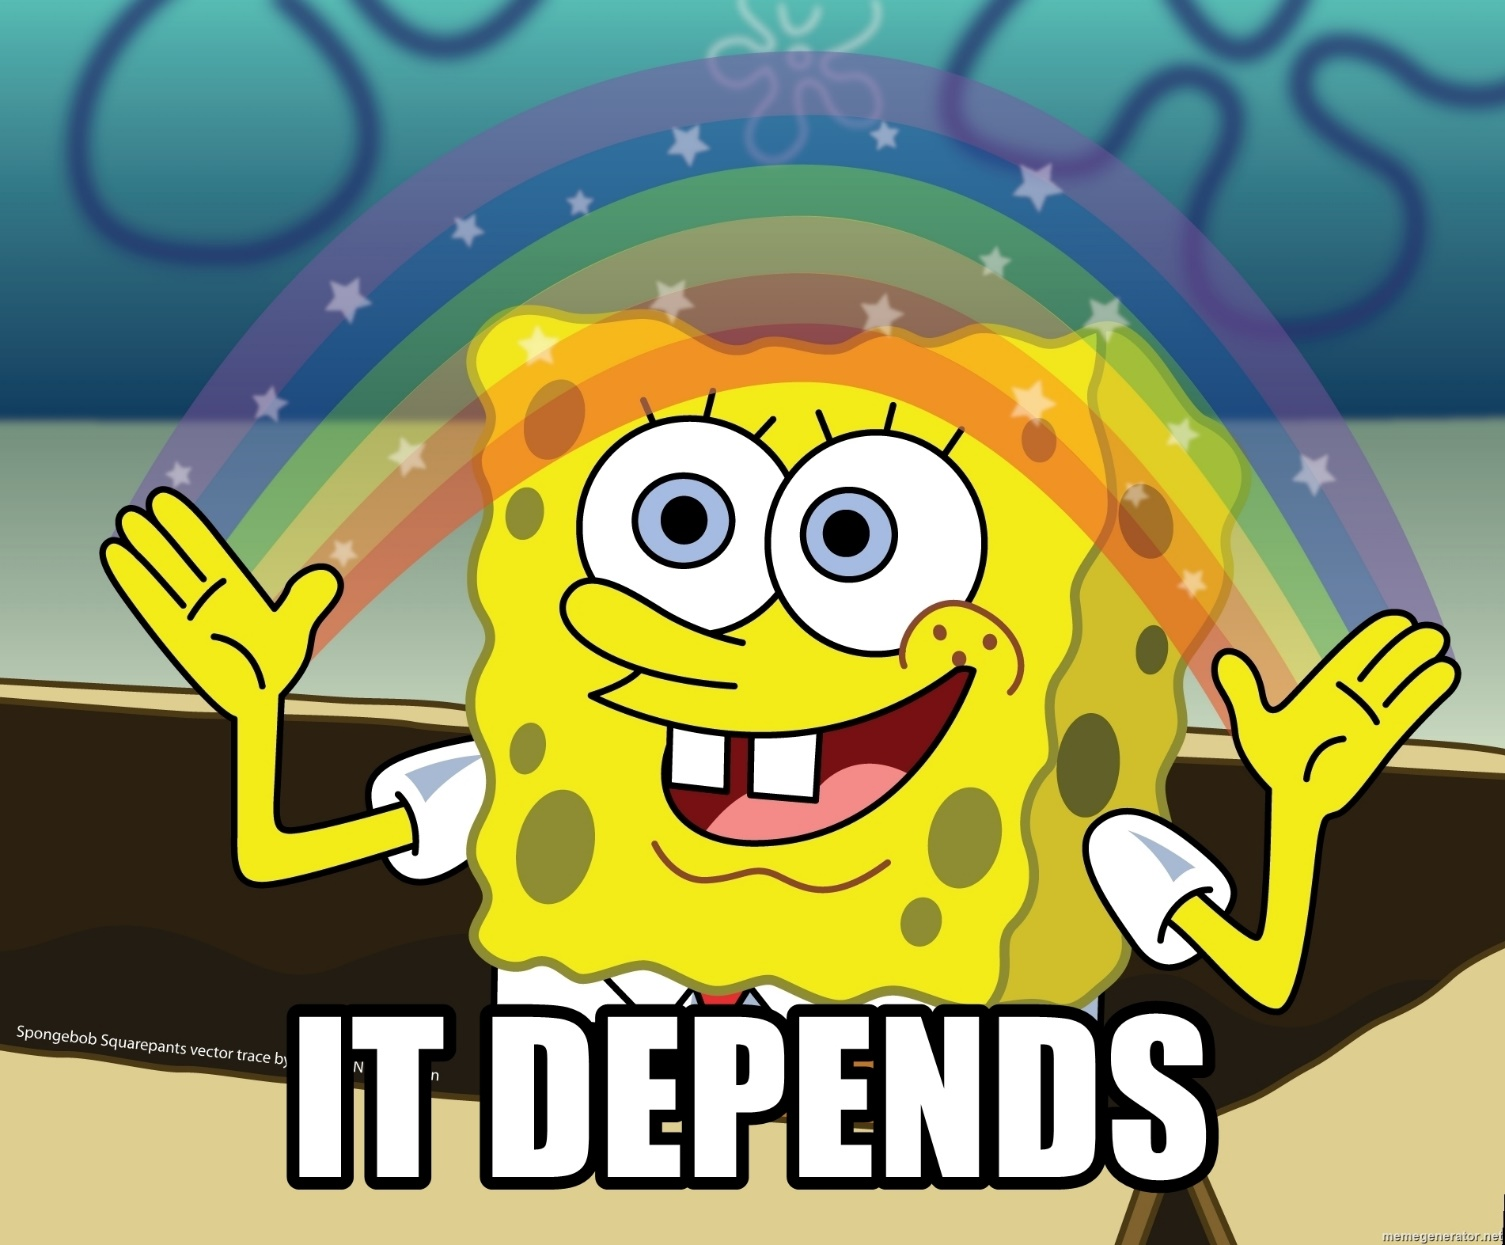 Spongebob Squarepants vector trace by
IT DEPENDS
memegenerator.net